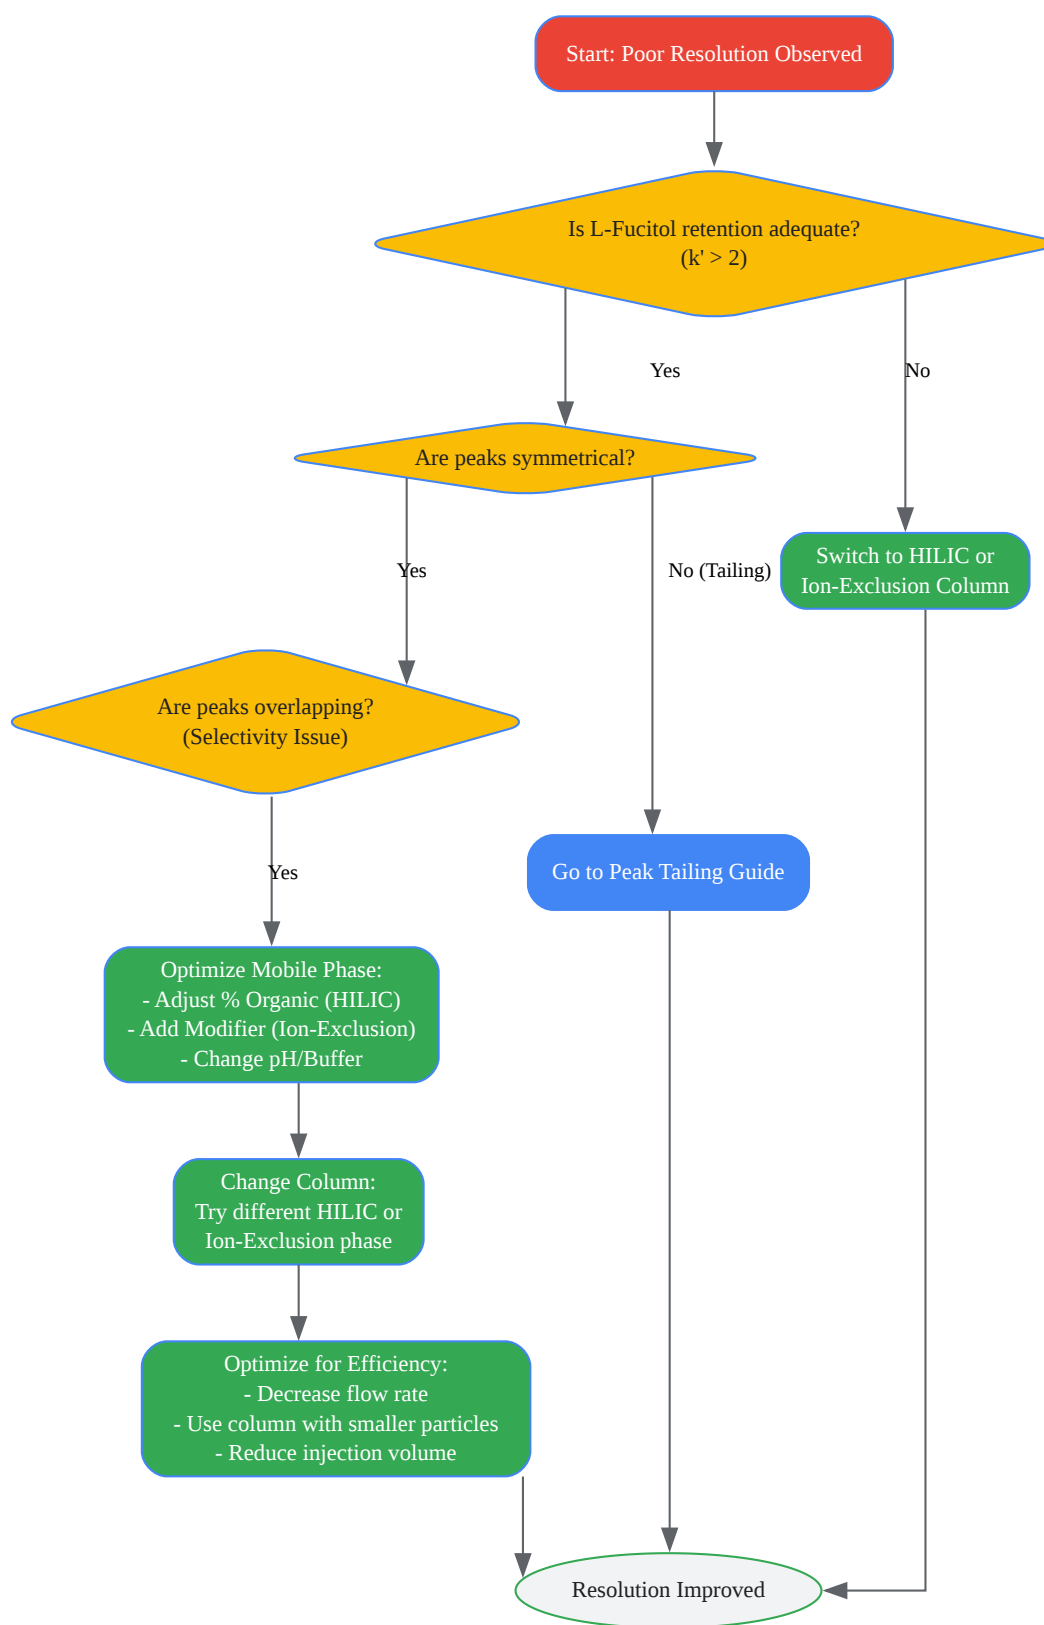 Start: Poor Resolution Observed
Is L-Fucitol retention adequate?
(k' > 2)
Yes
No
Are peaks symmetrical?
Yes
No (Tailing)
Switch to HILIC or
Ion-Exclusion Column
Are peaks overlapping?
(Selectivity Issue)
Yes
Go to Peak Tailing Guide
Optimize Mobile Phase:
- Adjust % Organic (HILIC)
- Add Modifier (Ion-Exclusion)
- Change pH/Buffer
Change Column:
Try different HILIC or
Ion-Exclusion phase
Optimize for Efficiency:
- Decrease flow rate
- Use column with smaller particles
- Reduce injection volume
Resolution Improved